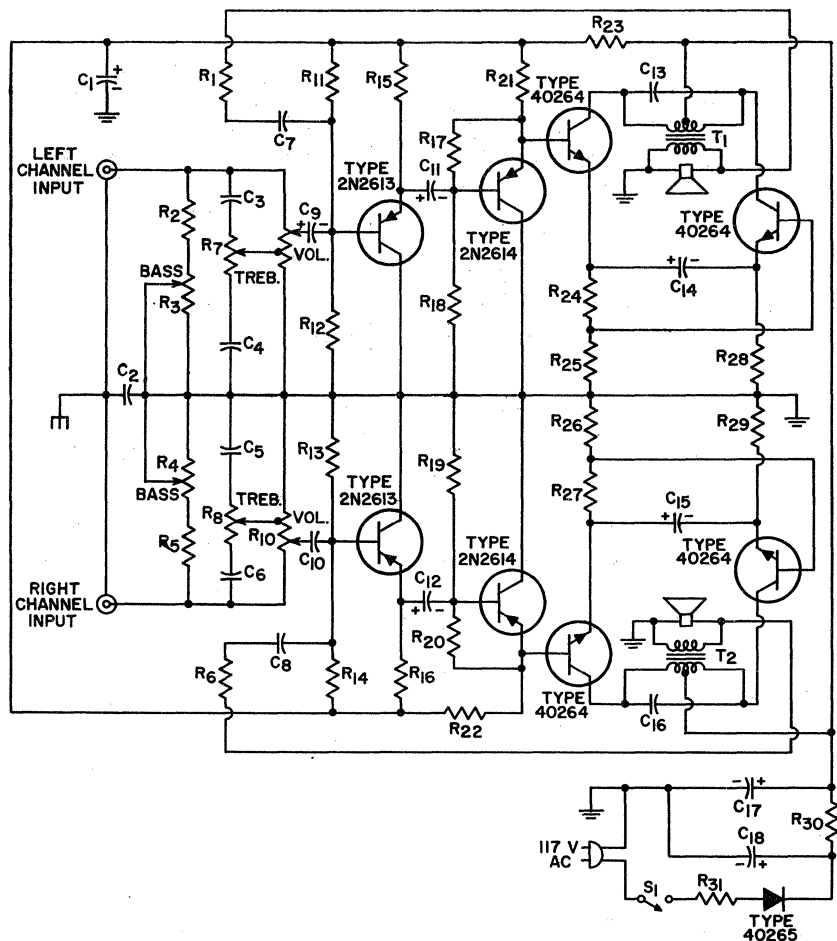 R23
C1
+
-
R1
R11
R15
R21
TYPE
40264
C13
C7
R17
T1
LEFT
CHANNEL
INPUT
TYPE
2N2613
C11
+ -
R2
C3
C9
+ -
TYPE
2N2614
TYPE
40264
R7
VOL.
BASS
TREB.
+ -
C14
R3
R12
R18
R24
C4
R25
R28
C2
R4
C5
R13
R19
R26
R29
BASS
TREB.
TYPE
2N2613
R27
R8
VOL.
C15
+ -
R5
R10
C10
TYPE
2N2614
TYPE
40264
C6
C12
+ -
RIGHT
CHANNEL
INPUT
R20
C8
T2
R6
R14
R16
TYPE
40264
C16
R22
- +
C17
R30
C18
- +
117 V
AC
S1
R31
TYPE
40265